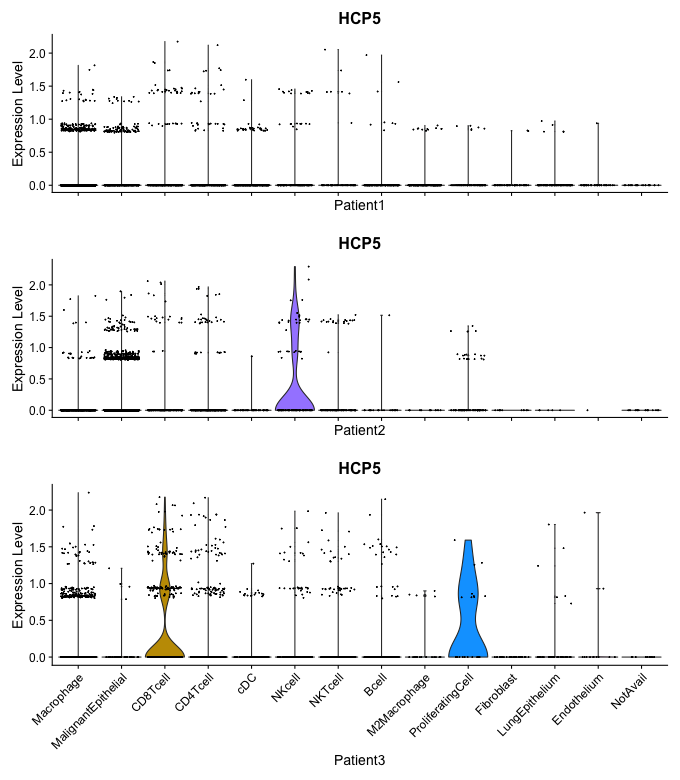 HCP5
Expression Level
2.0
1.5
1.0
0.5
0.0
Patient1
HCP5
Expression Level
2.0
1.5
1.0
0.5
0.0
Patient2
HCP5
Expression Level
2.0
1.5
1.0
0.5
0.0
Macrophage
MalignantEpithelial
CD8Tcell
CD4Tcell
cDC
NKcell
NKTcell
Bcell
M2Macrophage
ProliferatingCell
Fibroblast
LungEpithelium
Endothelium
NotAvail
Patient3